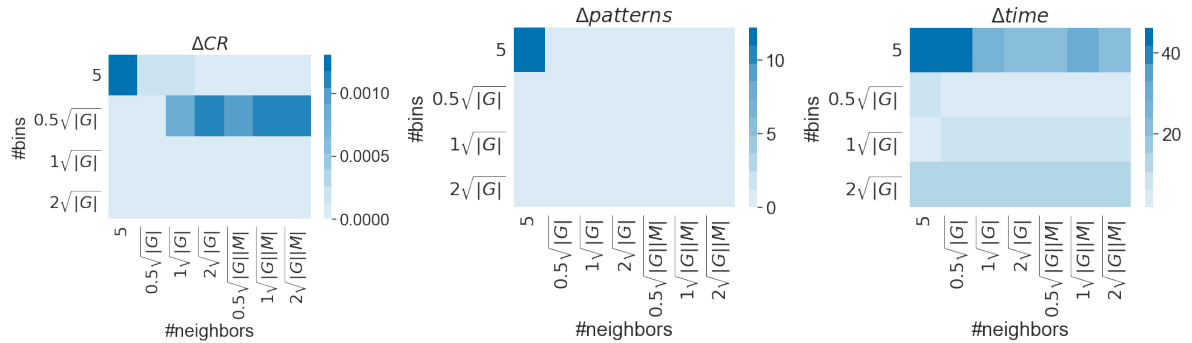 ΔCR
#bins
5
0.5√|G|
1√|G|
2√|G|
5
0.5√|G|
1√|G|
2√|G|
0.5√|G||M|
1√|G||M|
2√|G||M|
#neighbors
0.0010
0.0005
0.0000
Δpatterns
#bins
5
0.5√|G|
1√|G|
2√|G|
5
0.5√|G|
1√|G|
2√|G|
0.5√|G||M|
1√|G||M|
2√|G||M|
#neighbors
10
5
0
Δtime
#bins
5
0.5√|G|
1√|G|
2√|G|
5
0.5√|G|
1√|G|
2√|G|
0.5√|G||M|
1√|G||M|
2√|G||M|
#neighbors
40
20